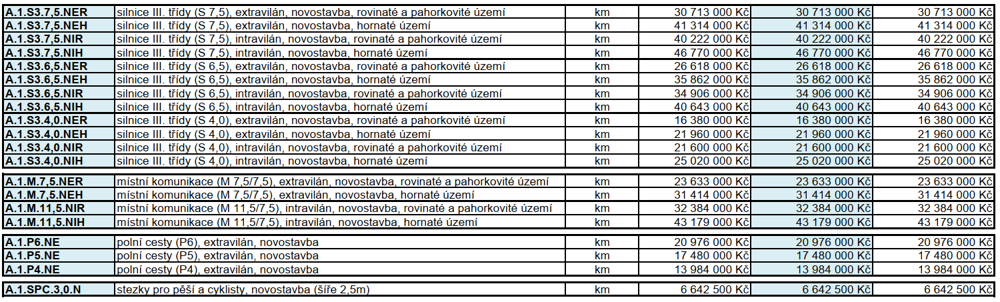 A.1.S3.7,5.NER silnice III. třídy (S 7,5), extravilán, novostavba, rovinaté a pahorkovité území km 30 713 000 Kč 30 713 000 Kč 30 713 000 Kč
A.1.S3.7,5.NEH silnice III. třídy (S 7,5), extravilán, novostavba, hornaté území km 41 314 000 Kč 41 314 000 Kč 41 314 000 Kč
A.1.S3.7,5.NIR silnice III. třídy (S 7,5), intravilán, novostavba, rovinaté a pahorkovité území km 40 222 000 Kč 40 222 000 Kč 40 222 000 Kč
A.1.S3.7,5.NIH silnice III. třídy (S 7,5), intravilán, novostavba, hornaté území km 46 770 000 Kč 46 770 000 Kč 46 770 000 Kč
A.1.S3.6,5.NER silnice III. třídy (S 6,5), extravilán, novostavba, rovinaté a pahorkovité území km 26 618 000 Kč 26 618 000 Kč 26 618 000 Kč
A.1.S3.6,5.NEH silnice III. třídy (S 6,5), extravilán, novostavba, hornaté území km 35 862 000 Kč 35 862 000 Kč 35 862 000 Kč
A.1.S3.6,5.NIR silnice III. třídy (S 6,5), intravilán, novostavba, rovinaté a pahorkovité území km 34 906 000 Kč 34 906 000 Kč 34 906 000 Kč
A.1.S3.6,5.NIH silnice III. třídy (S 6,5), intravilán, novostavba, hornaté území km 40 643 000 Kč 40 643 000 Kč 40 643 000 Kč
A.1.S3.4,0.NER silnice III. třídy (S 4,0), extravilán, novostavba, rovinaté a pahorkovité území km 16 380 000 Kč 16 380 000 Kč 16 380 000 Kč
A.1.S3.4,0.NEH silnice III. třídy (S 4,0), extravilán, novostavba, hornaté území km 21 960 000 Kč 21 960 000 Kč 21 960 000 Kč
A.1.S3.4,0.NIR silnice III. třídy (S 4,0), intravilán, novostavba, rovinaté a pahorkovité území km 21 600 000 Kč 21 600 000 Kč 21 600 000 Kč
A.1.S3.4,0.NIH silnice III. třídy (S 4,0), intravilán, novostavba, hornaté území km 25 020 000 Kč 25 020 000 Kč 25 020 000 Kč
A.1.M.7,5.NER místní komunikace (M 7,5/7,5), extravilán, novostavba, rovinaté a pahorkovité území km 23 633 000 Kč 23 633 000 Kč 23 633 000 Kč
A.1.M.7,5.NEH místní komunikace (M 7,5/7,5), extravilán, novostavba, hornaté území km 31 414 000 Kč 31 414 000 Kč 31 414 000 Kč
A.1.M.11,5.NIR místní komunikace (M 11,5/7,5), intravilán, novostavba, rovinaté a pahorkovité území km 32 384 000 Kč 32 384 000 Kč 32 384 000 Kč
A.1.M.11,5.NIH místní komunikace (M 11,5/7,5), intravilán, novostavba, hornaté území km 43 179 000 Kč 43 179 000 Kč 43 179 000 Kč
A.1.P6.NE polní cesty (P6), extravilán, novostavba km 20 976 000 Kč 20 976 000 Kč 20 976 000 Kč
A.1.P5.NE polní cesty (P5), extravilán, novostavba km 17 480 000 Kč 17 480 000 Kč 17 480 000 Kč
A.1.P4.NE polní cesty (P4), extravilán, novostavba km 13 984 000 Kč 13 984 000 Kč 13 984 000 Kč
A.1.SPC.3,0.N stezky pro pěší a cyklisty, novostavba (šíře 2,5m) km 6 642 500 Kč 6 642 500 Kč 6 642 500 Kč